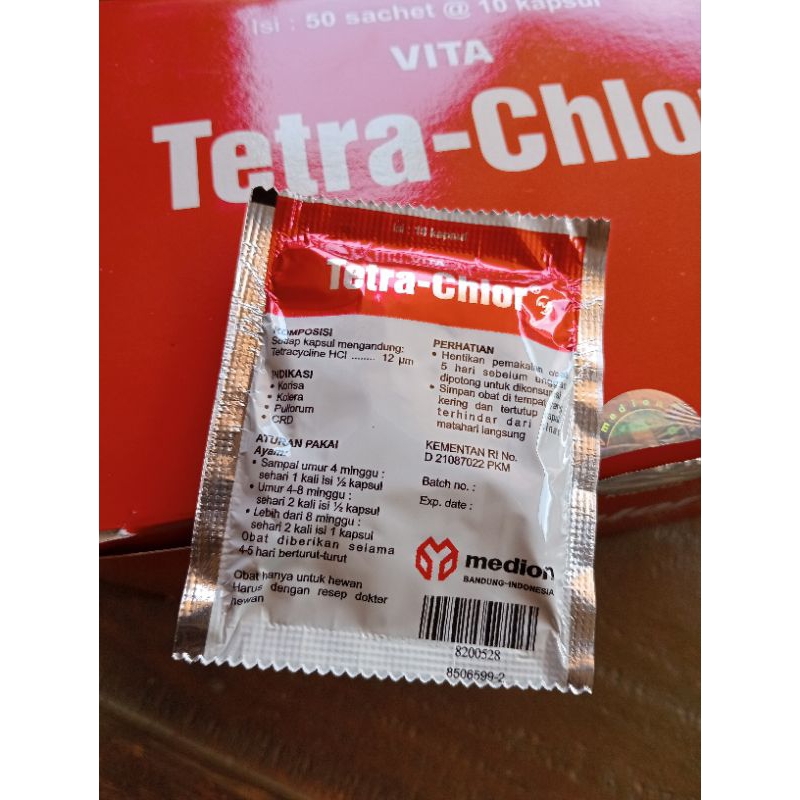 Isi : 50 sachet @ 10 kapsul
VITA
Tetra-Chlo
Isi : 10 kapsul
VITA
Tetra-Chlor®
KOMPOSISI
Setiap kapsul mengandung:
Tetracycline HCl ........ 12 µm
INDIKASI
• Korisa
• Kolera
• Pullorum
• CRD
ATURAN PAKAI
Ayam:
• Sampai umur 4 minggu :
sehari 1 kali isi ½ kapsul
• Umur 4-8 minggu :
sehari 2 kali isi ½ kapsul
• Lebih dari 8 minggu :
sehari 2 kali isi 1 kapsul
Obat diberikan selama
4-5 hari berturut-turut
Obat hanya untuk hewan
Harus dengan resep dokter
hewan
PERHATIAN
• Hentikan pemakaian
5 hari sebelum
dipotong untuk dikonsumsi
• Simpan obat di tempat
kering dan tertutup
terhindar dari
matahari langsung
KEMENTAN RI No.
D 21087022 PKM
Batch no. :
Exp. date :
medion
BANDUNG-INDONESIA
8200528
8506599-2
medion